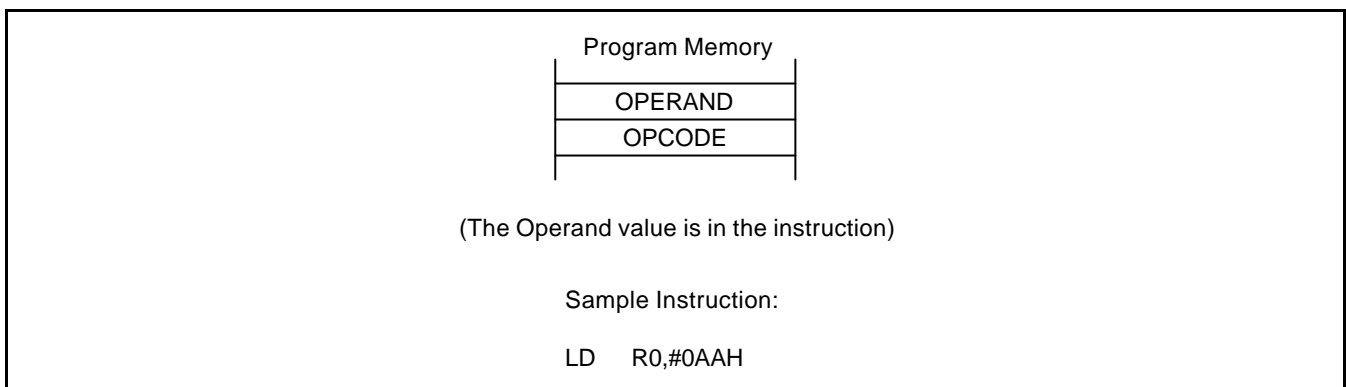 Program Memory
OPERAND
OPCODE
(The Operand value is in the instruction)
Sample Instruction:
LD R0,#0AAH